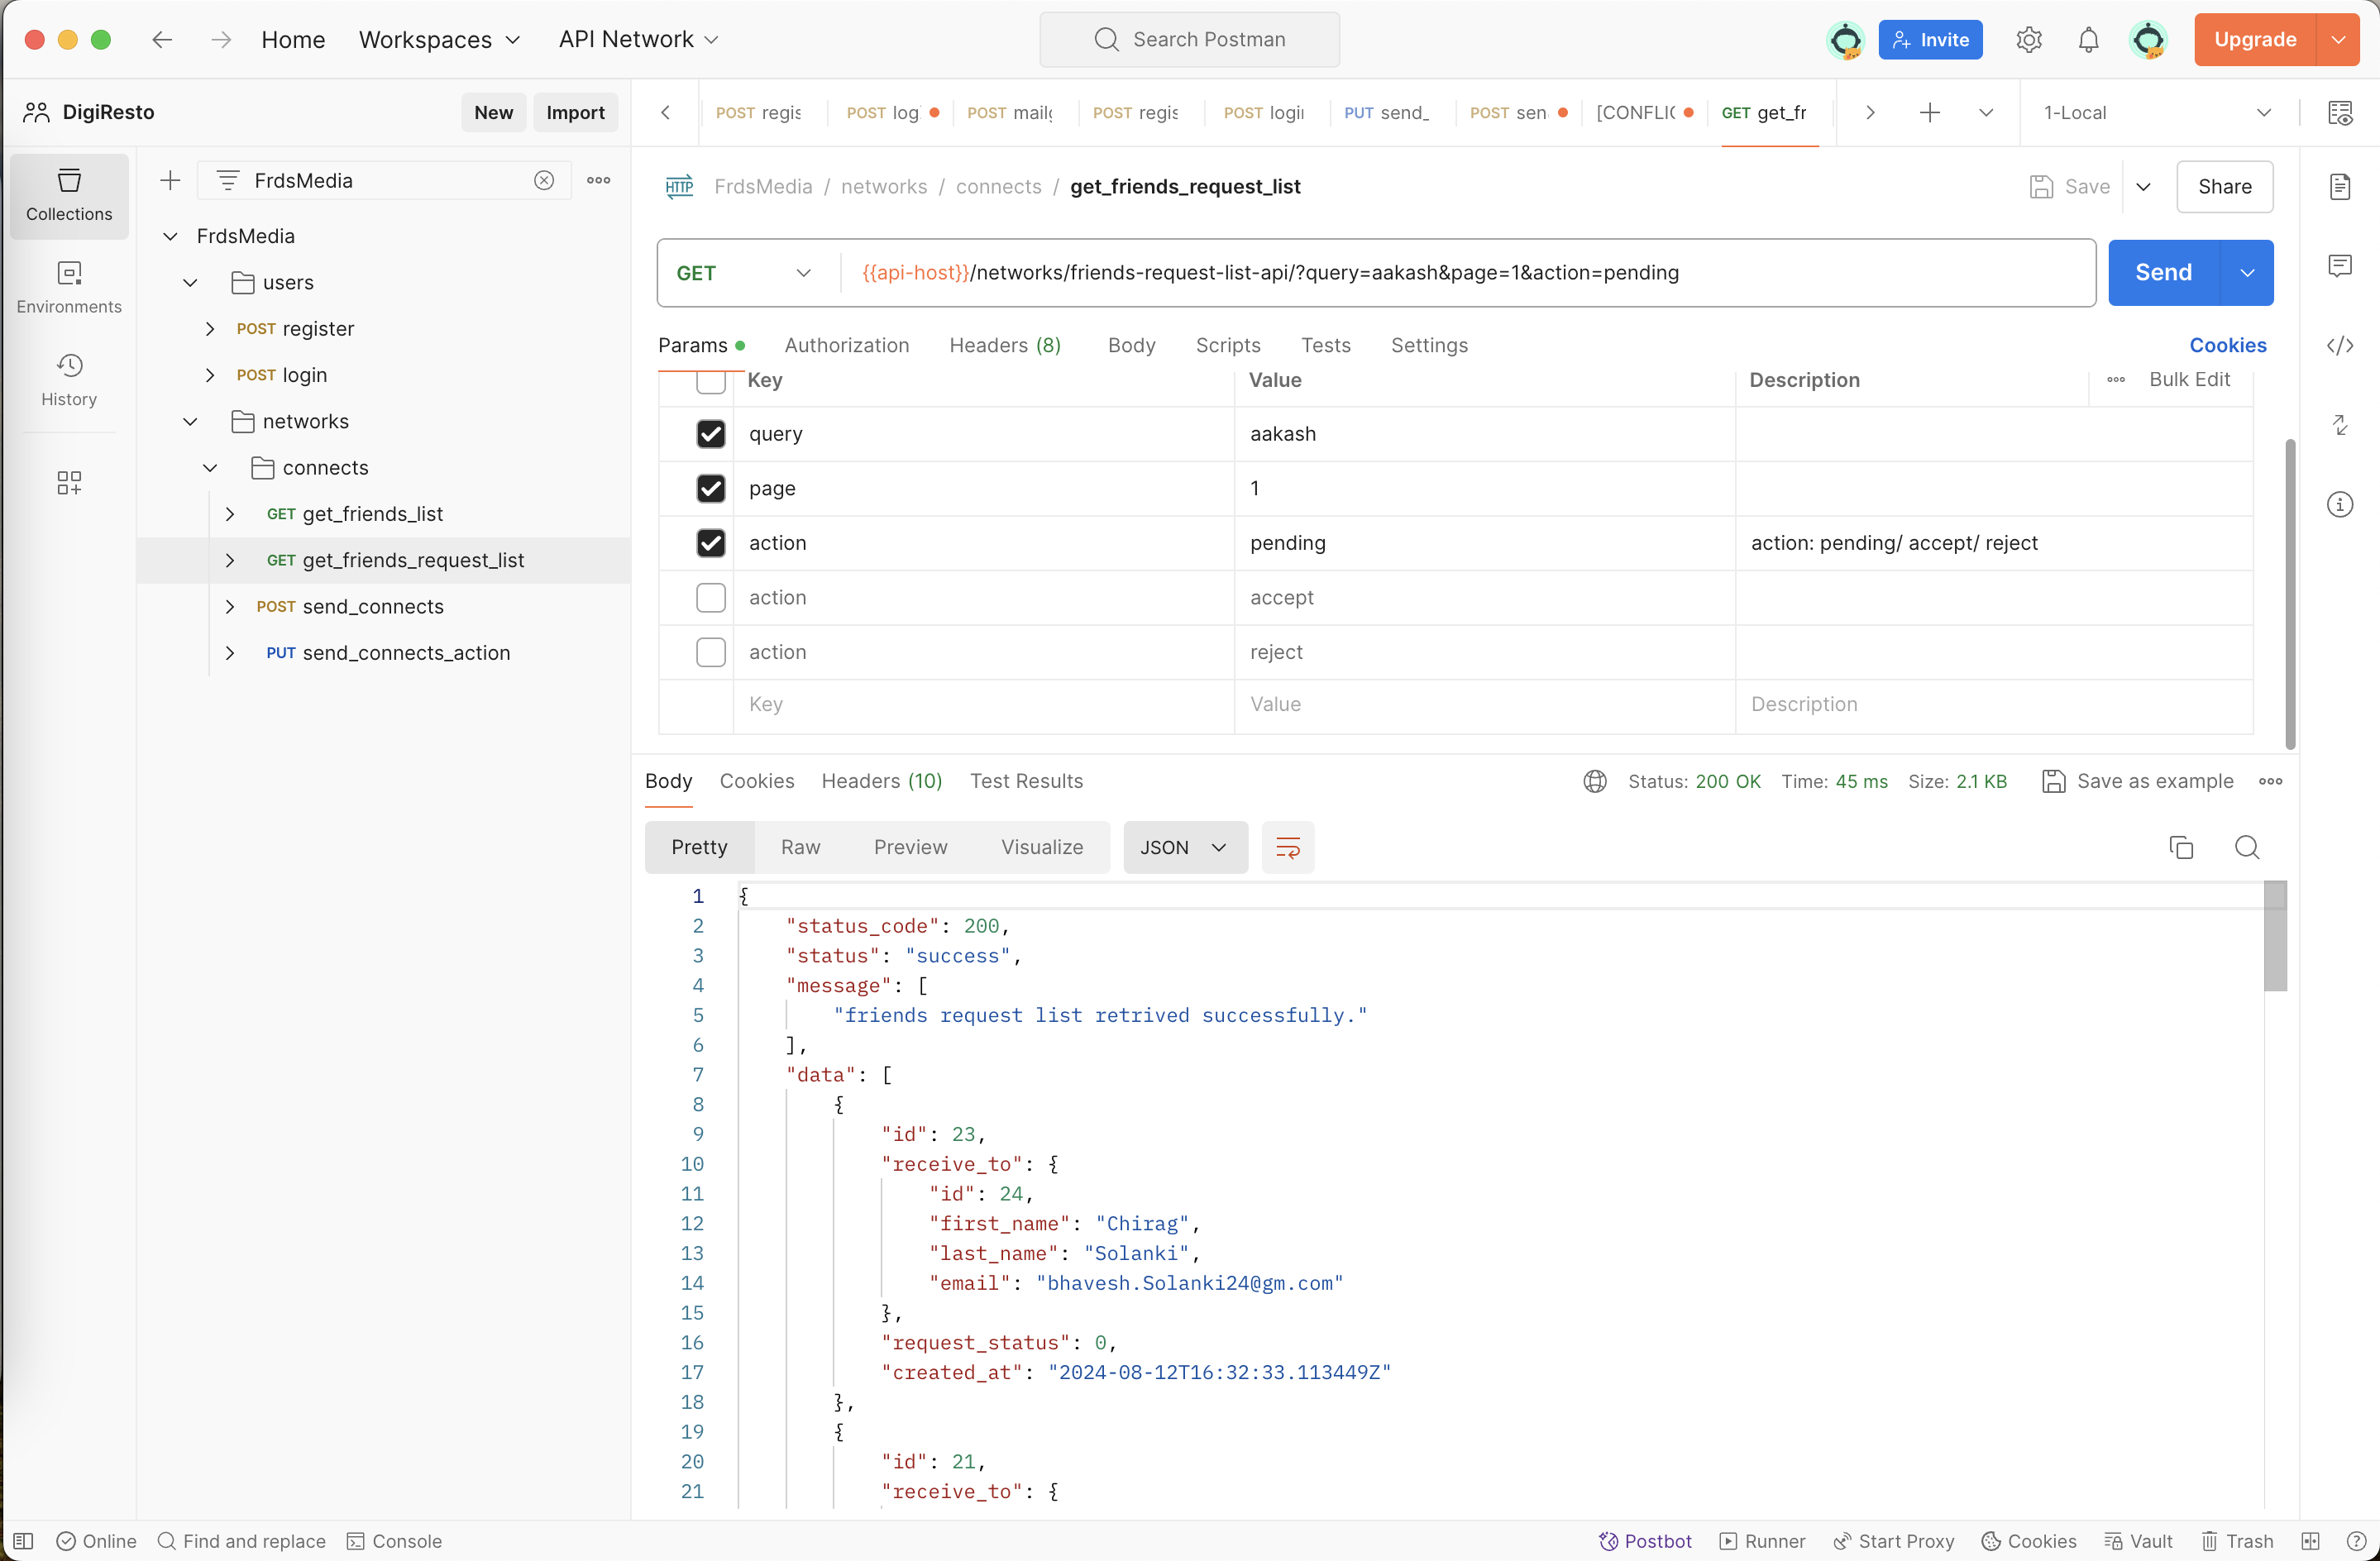 Home Workspaces API Network Search Postman Invite Upgrade
DigiResto New Import
POST regis POST log POST mailg POST regis POST logii PUT send_ POST sen [CONFLIC GET get_fr 1-Local
Collections
Environments
History
FrdsMedia
FrdsMedia
users
POST register
POST login
networks
connects
GET get_friends_list
GET get_friends_request_list
POST send_connects
PUT send_connects_action
HTTP FrdsMedia / networks / connects / get_friends_request_list Save Share
GET {{api-host}}/networks/friends-request-list-api/?query=aakash&page=1&action=pending Send
Params Authorization Headers (8) Body Scripts Tests Settings Cookies
Key Value Description Bulk Edit
query aakash
page 1
action pending action: pending/ accept/ reject
action accept
action reject
Key Value Description
Body Cookies Headers (10) Test Results Status: 200 OK Time: 45 ms Size: 2.1 KB Save as example
Pretty Raw Preview Visualize JSON
1 {
2 "status_code": 200,
3 "status": "success",
4 "message": [
5 "friends request list retrived successfully."
6 ],
7 "data": [
8 {
9 "id": 23,
10 "receive_to": {
11 "id": 24,
12 "first_name": "Chirag",
13 "last_name": "Solanki",
14 "email": "bhavesh.Solanki24@gm.com"
15 },
16 "request_status": 0,
17 "created_at": "2024-08-12T16:32:33.113449Z"
18 },
19 {
20 "id": 21,
21 "receive_to": {
Online Find and replace Console Postbot Runner Start Proxy Cookies Vault Trash